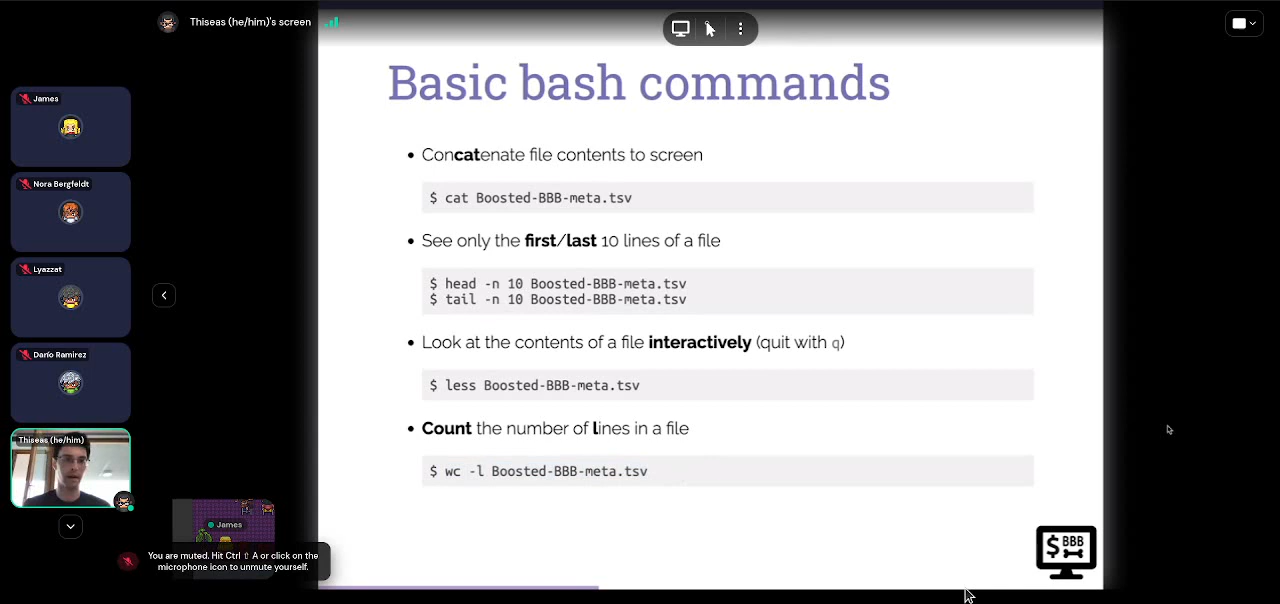 Thiseas (he/him)'s screen
James
Nora Bergfeldt
Lyazzat
Darío Ramirez
Thiseas (he/him)
Basic bash commands
• Concatenate file contents to screen
$ cat Boosted-BBB-meta.tsv
• See only the first/last 10 lines of a file
$ head -n 10 Boosted-BBB-meta.tsv
$ tail -n 10 Boosted-BBB-meta.tsv
• Look at the contents of a file interactively (quit with q)
$ less Boosted-BBB-meta.tsv
• Count the number of lines in a file
$ wc -l Boosted-BBB-meta.tsv
$ BBB
James
You are muted. Hit Ctrl ⇧ A or click on the
microphone icon to unmute yourself.